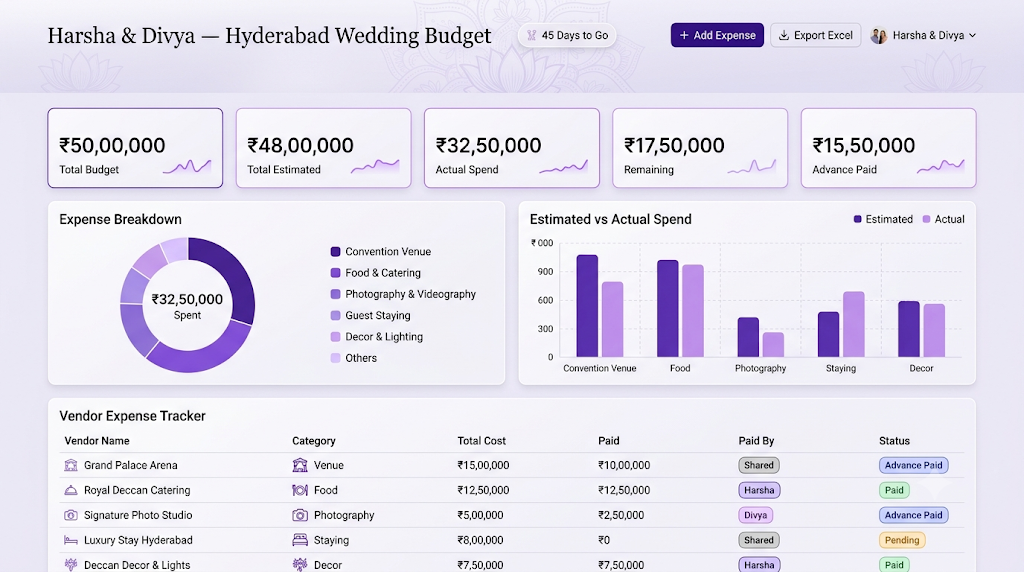 Harsha & Divya — Hyderabad Wedding Budget
45 Days to Go
+ Add Expense
Export Excel
Harsha & Divya
₹50,00,000
Total Budget
₹48,00,000
Total Estimated
₹32,50,000
Actual Spend
₹17,50,000
Remaining
₹15,50,000
Advance Paid
Expense Breakdown
₹32,50,000
Spent
Convention Venue
Food & Catering
Photography & Videography
Guest Staying
Decor & Lighting
Others
Estimated vs Actual Spend
Estimated Actual
₹ 000
900
600
300
0
Convention Venue Food Photography Staying Decor
Vendor Expense Tracker
Vendor Name Category Total Cost Paid Paid By Status
Grand Palace Arena Venue ₹15,00,000 ₹10,00,000 Shared Advance Paid
Royal Deccan Catering Food ₹12,50,000 ₹12,50,000 Harsha Paid
Signature Photo Studio Photography ₹5,00,000 ₹2,50,000 Divya Advance Paid
Luxury Stay Hyderabad Staying ₹8,00,000 ₹0 Shared Pending
Deccan Decor & Lights Decor ₹7,50,000 ₹7,50,000 Harsha Paid